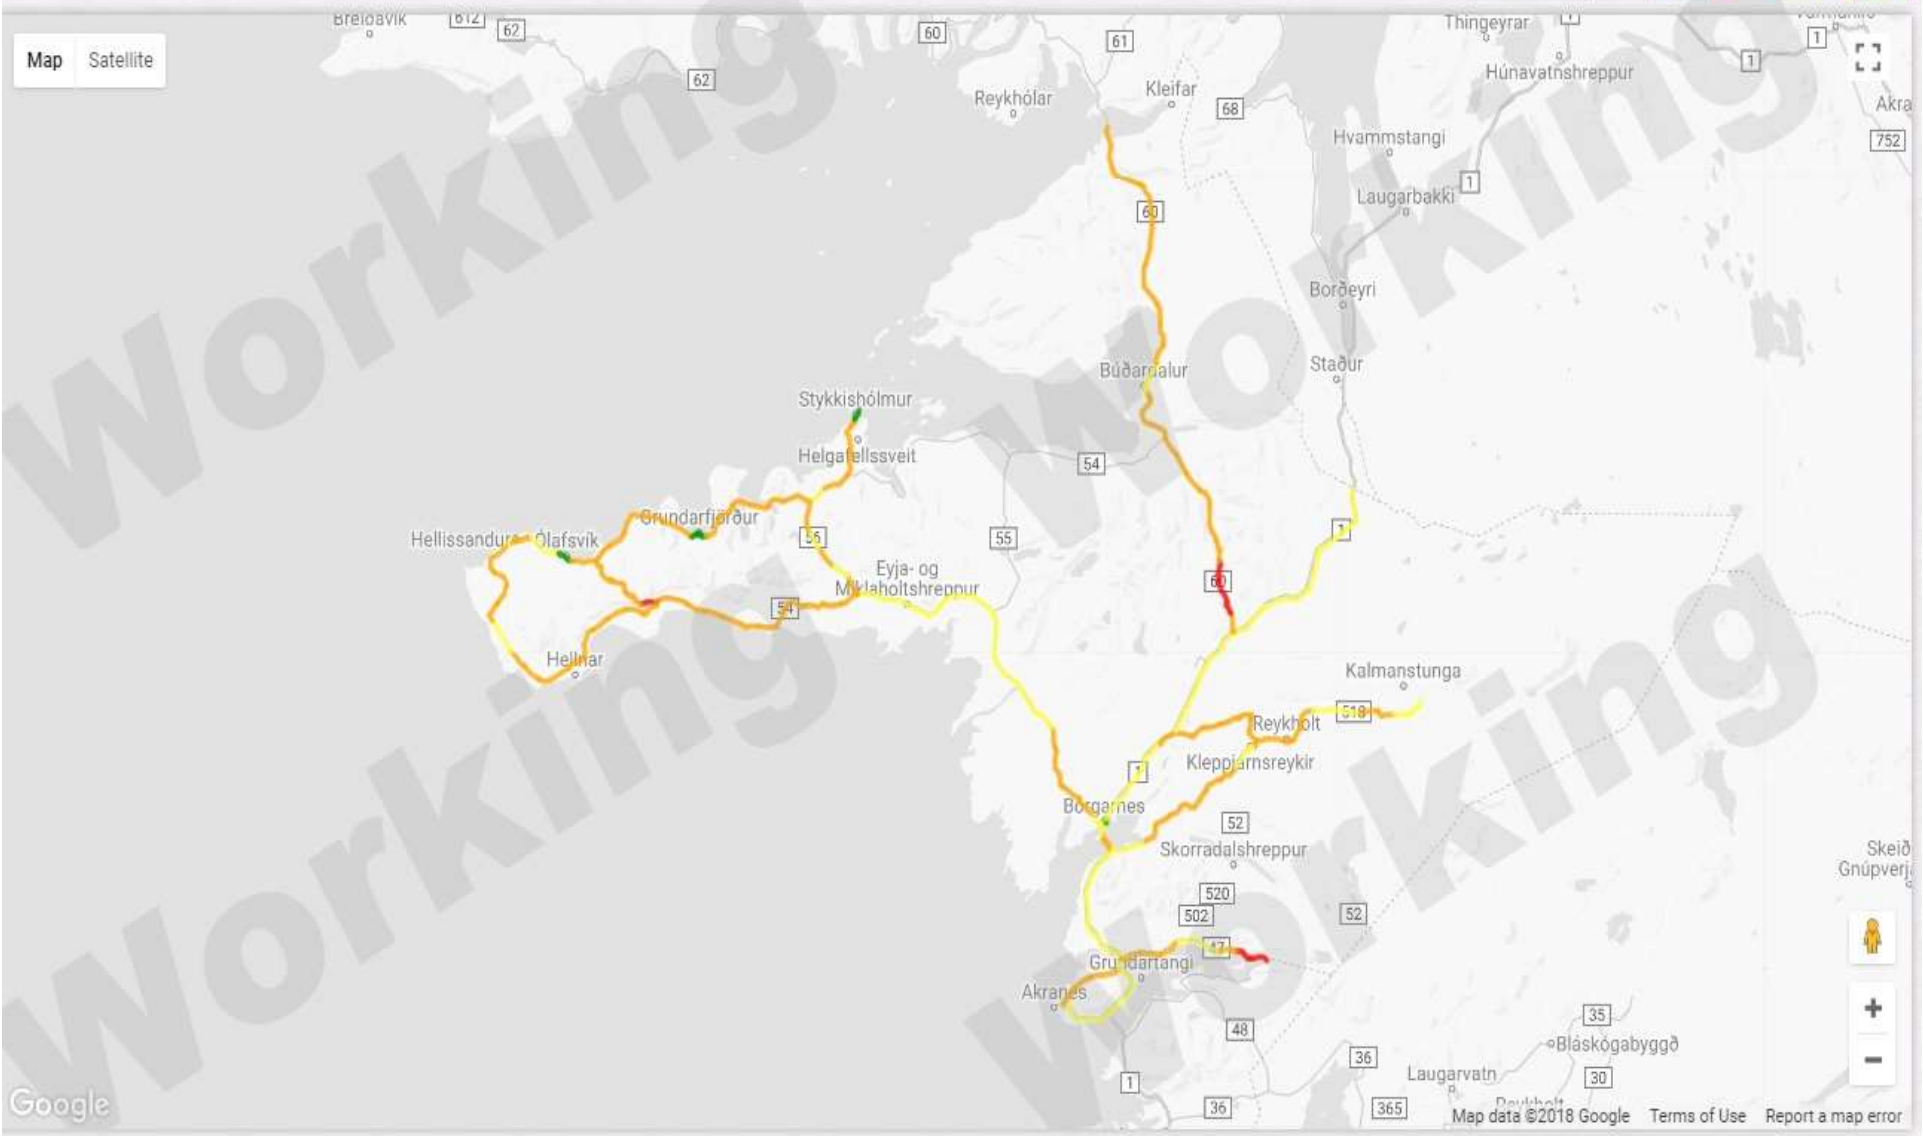 Breiðavík
612
62
60
61
Thingeyrar
1
1
1
Map
Satellite
62
Húnavatnshreppur
Reykhólar
Kleifar
68
Akra
752
Hvammstangi
1
Laugarbakki
60
Working
Working
Borðeyri
Búðardalur
Staður
Stykkishólmur
Helgafellssveit
54
Grundarfjörður
Hellissandur
Ólafsvík
56
55
1
Eyja- og
Miklaholtshreppur
60
54
Hellnar
Kalmanstunga
518
Reykholt
1
Kleppjárnsreykir
Borgarnes
52
Skorradalshreppur
Skeið
Gnúpverj
520
502
52
47
Grundartangi
Akranes
Working
Working
48
35
Bláskógabyggð
36
Laugarvatn
30
1
36
365
Reykholt
Google
Map data ©2018 Google
Terms of Use
Report a map error